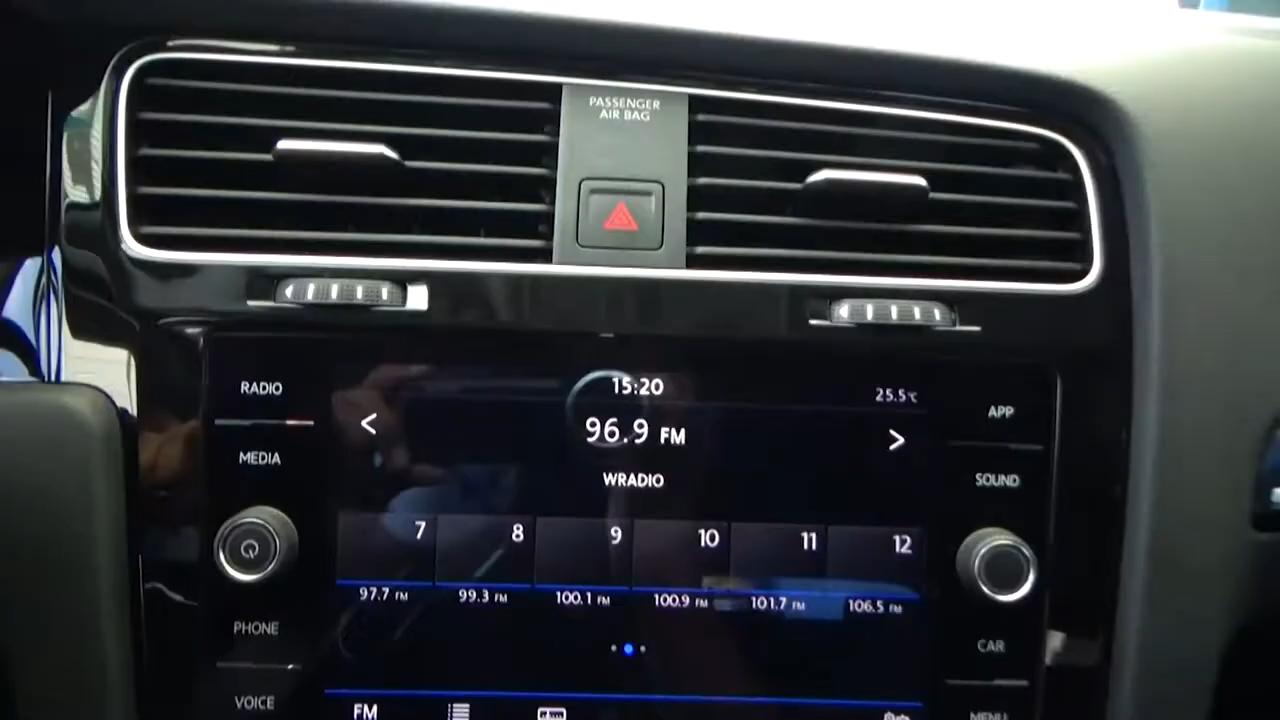 PASSENGER
AIR BAG
RADIO
MEDIA
PHONE
VOICE
15:20
25.5°C
< 96.9 FM >
WRADIO
7 8 9 10 11 12
97.7 FM 99.3 FM 100.1 FM 100.9 FM 101.7 FM 106.5 FM
FM
APP
SOUND
CAR
MENU